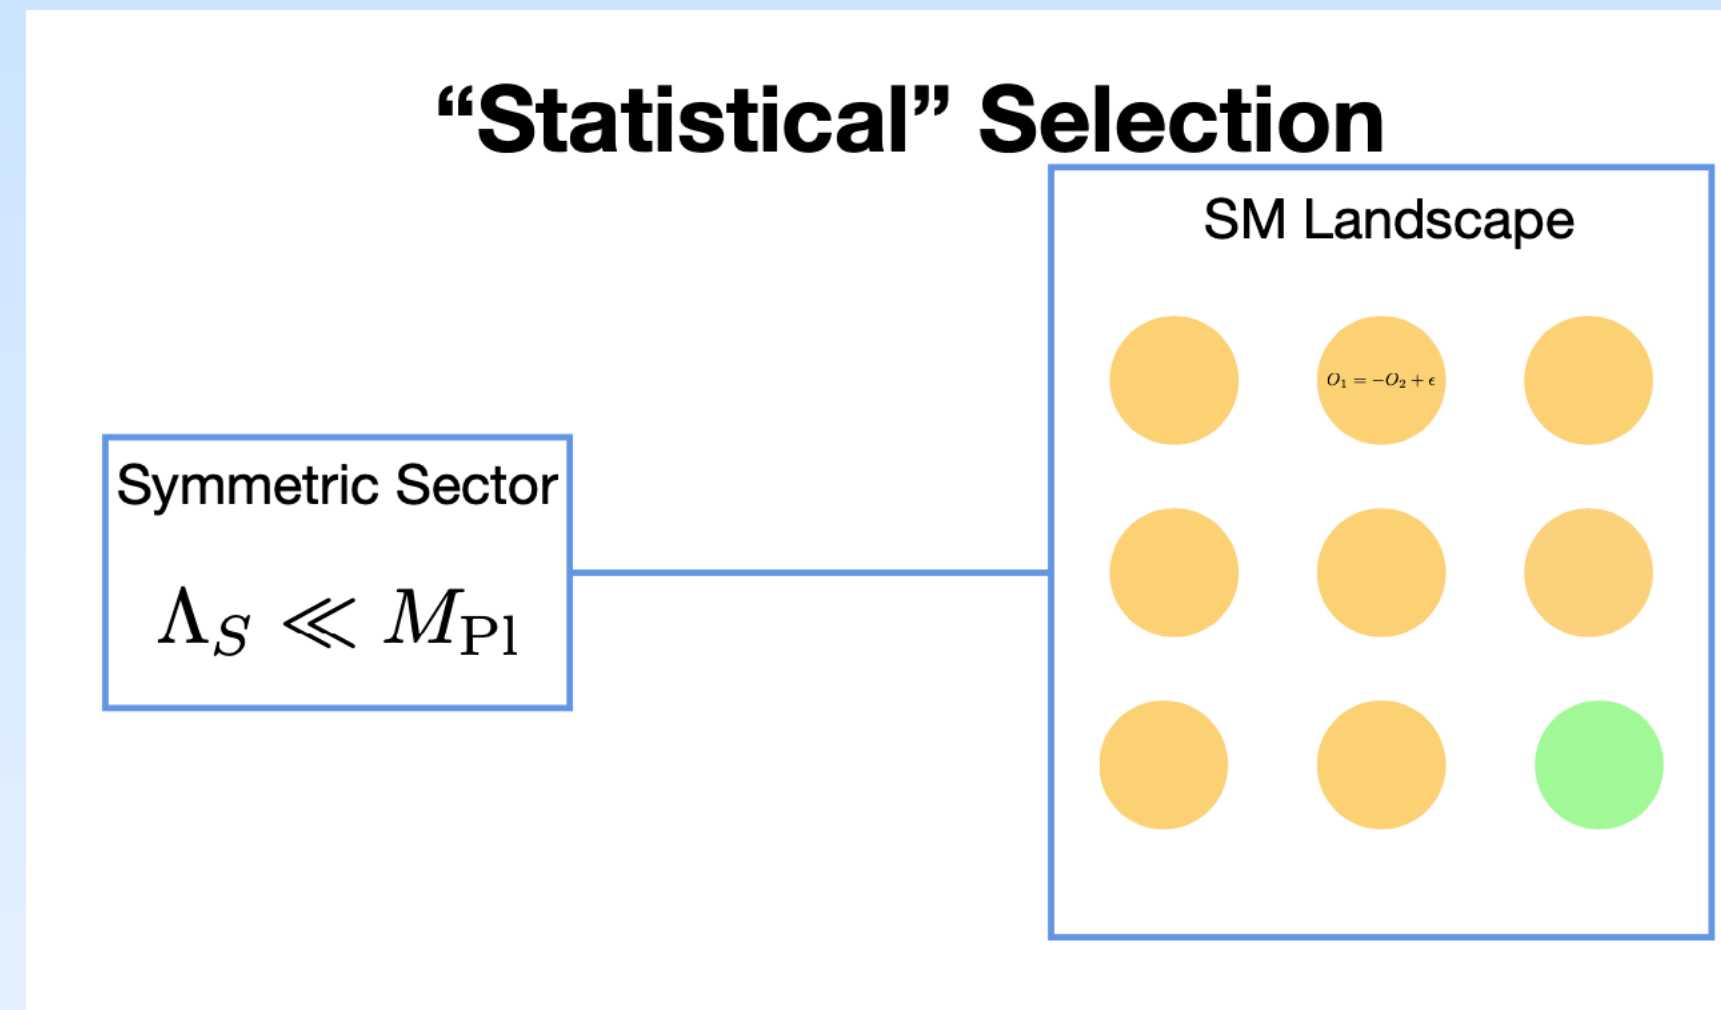 “Statistical” Selection
SM Landscape
O₁ = −O₂ + ϵ
Symmetric Sector
Λ_S ≪ M_Pl